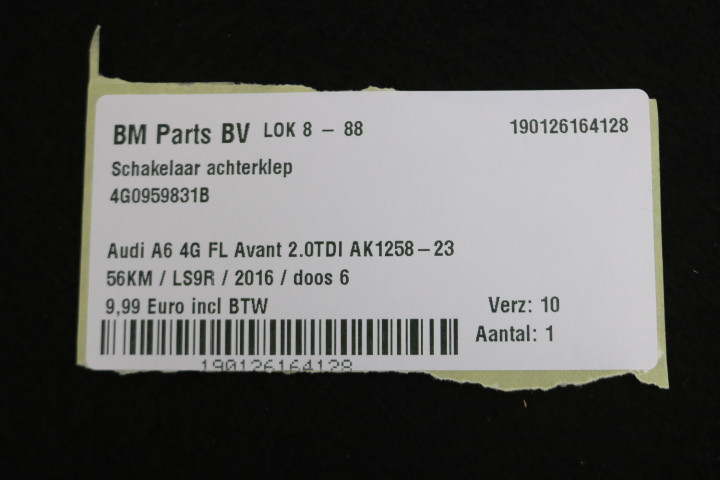 BM Parts BV LOK 8 - 88 190126164128
Schakelaar achterklep
4G0959831B
Audi A6 4G FL Avant 2.0TDI AK1258-23
56KM / LS9R / 2016 / doos 6
9,99 Euro incl BTW Verz: 10
Aantal: 1
190126164128